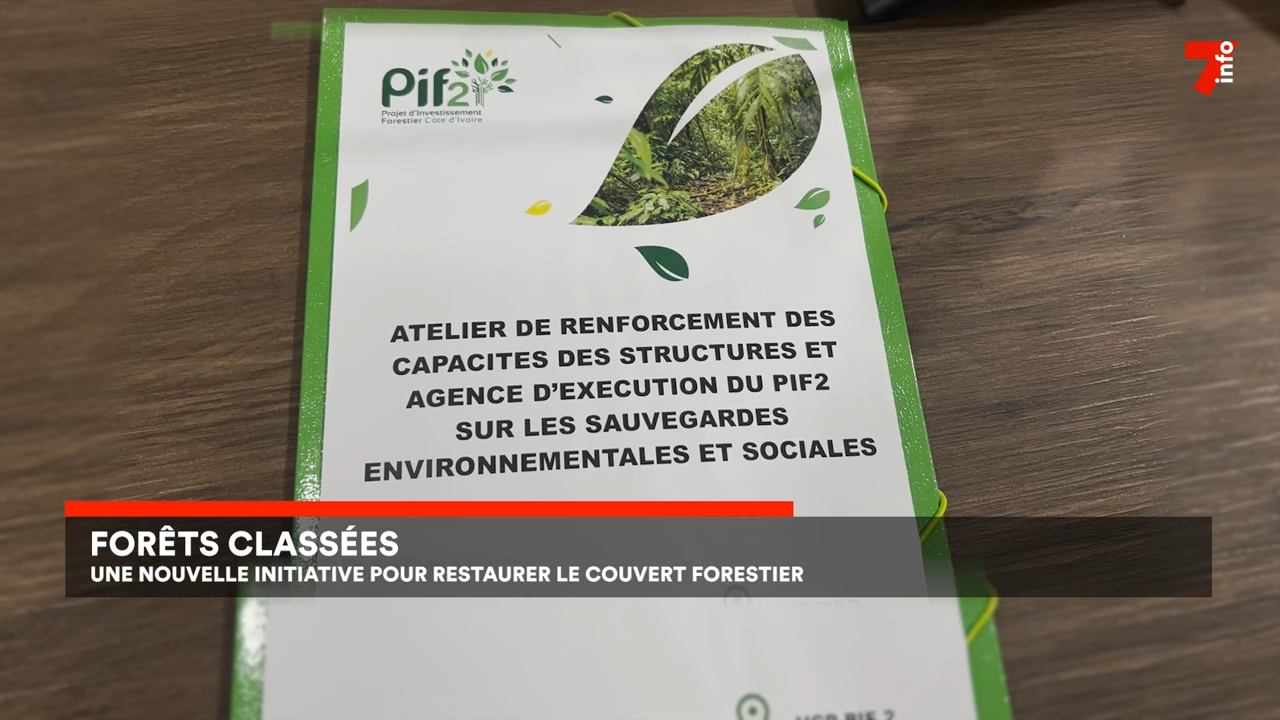 7info
Pif2
Projet d'Investissement
Forestier Côte d'Ivoire
ATELIER DE RENFORCEMENT DES
CAPACITES DES STRUCTURES ET
AGENCE D'EXECUTION DU PIF2
SUR LES SAUVEGARDES
ENVIRONNEMENTALES ET SOCIALES
FORÊTS CLASSÉES
UNE NOUVELLE INITIATIVE POUR RESTAURER LE COUVERT FORESTIER